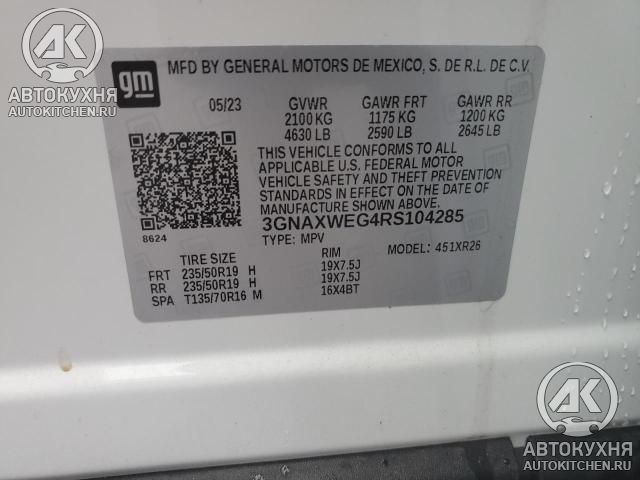 AK
АВТОКУХНЯ
AUTOKITCHEN.RU
gm
MFD BY GENERAL MOTORS DE MEXICO, S. DE R.L. DE C.V.
05/23 GVWR GAWR FRT GAWR RR
2100 KG 1175 KG 1200 KG
4630 LB 2590 LB 2645 LB
THIS VEHICLE CONFORMS TO ALL
APPLICABLE U.S. FEDERAL MOTOR
VEHICLE SAFETY AND THEFT PREVENTION
STANDARDS IN EFFECT ON THE DATE OF
MANUFACTURE SHOWN ABOVE.
8624
3GNAXWEG4RS104285
TYPE: MPV MODEL: 451XR26
TIRE SIZE RIM
FRT 235/50R19 H 19X7.5J
RR 235/50R19 H 19X7.5J
SPA T135/70R16 M 16X4BT
AK
АВТОКУХНЯ
AUTOKITCHEN.RU